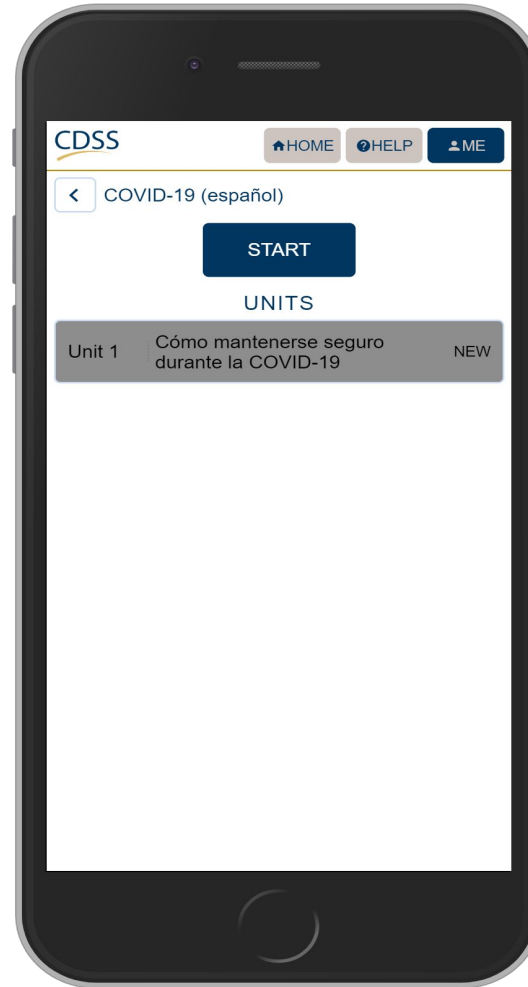 CDSS
HOME
HELP
ME
COVID-19 (español)
START
UNITS
Unit 1
Cómo mantenerse seguro
durante la COVID-19
NEW